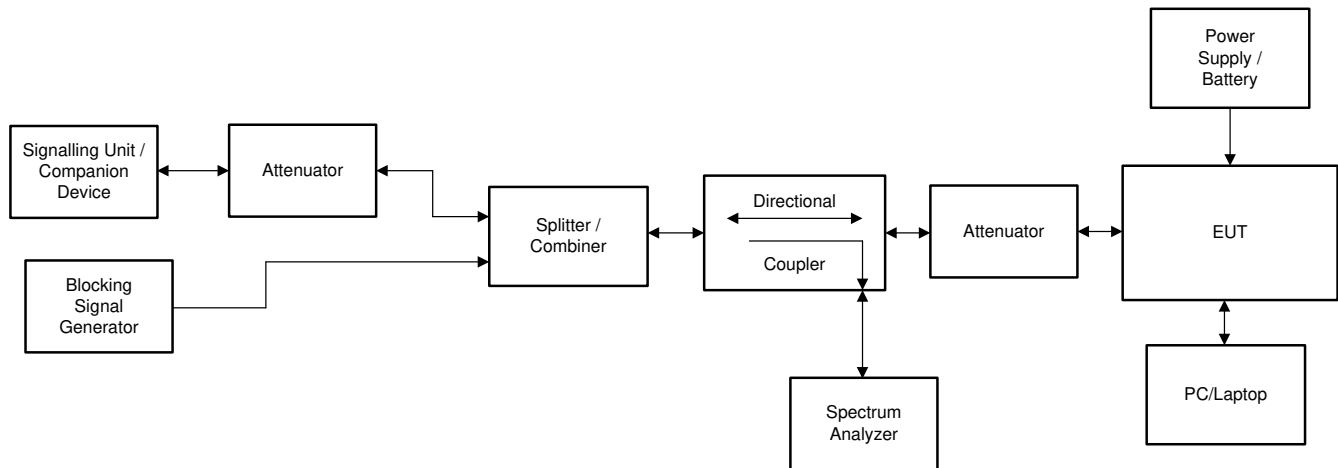 Power
Supply /
Battery
Signalling Unit /
Companion
Device
Attenuator
Splitter /
Combiner
Directional
Coupler
Attenuator
EUT
Blocking
Signal
Generator
Spectrum
Analyzer
PC/Laptop